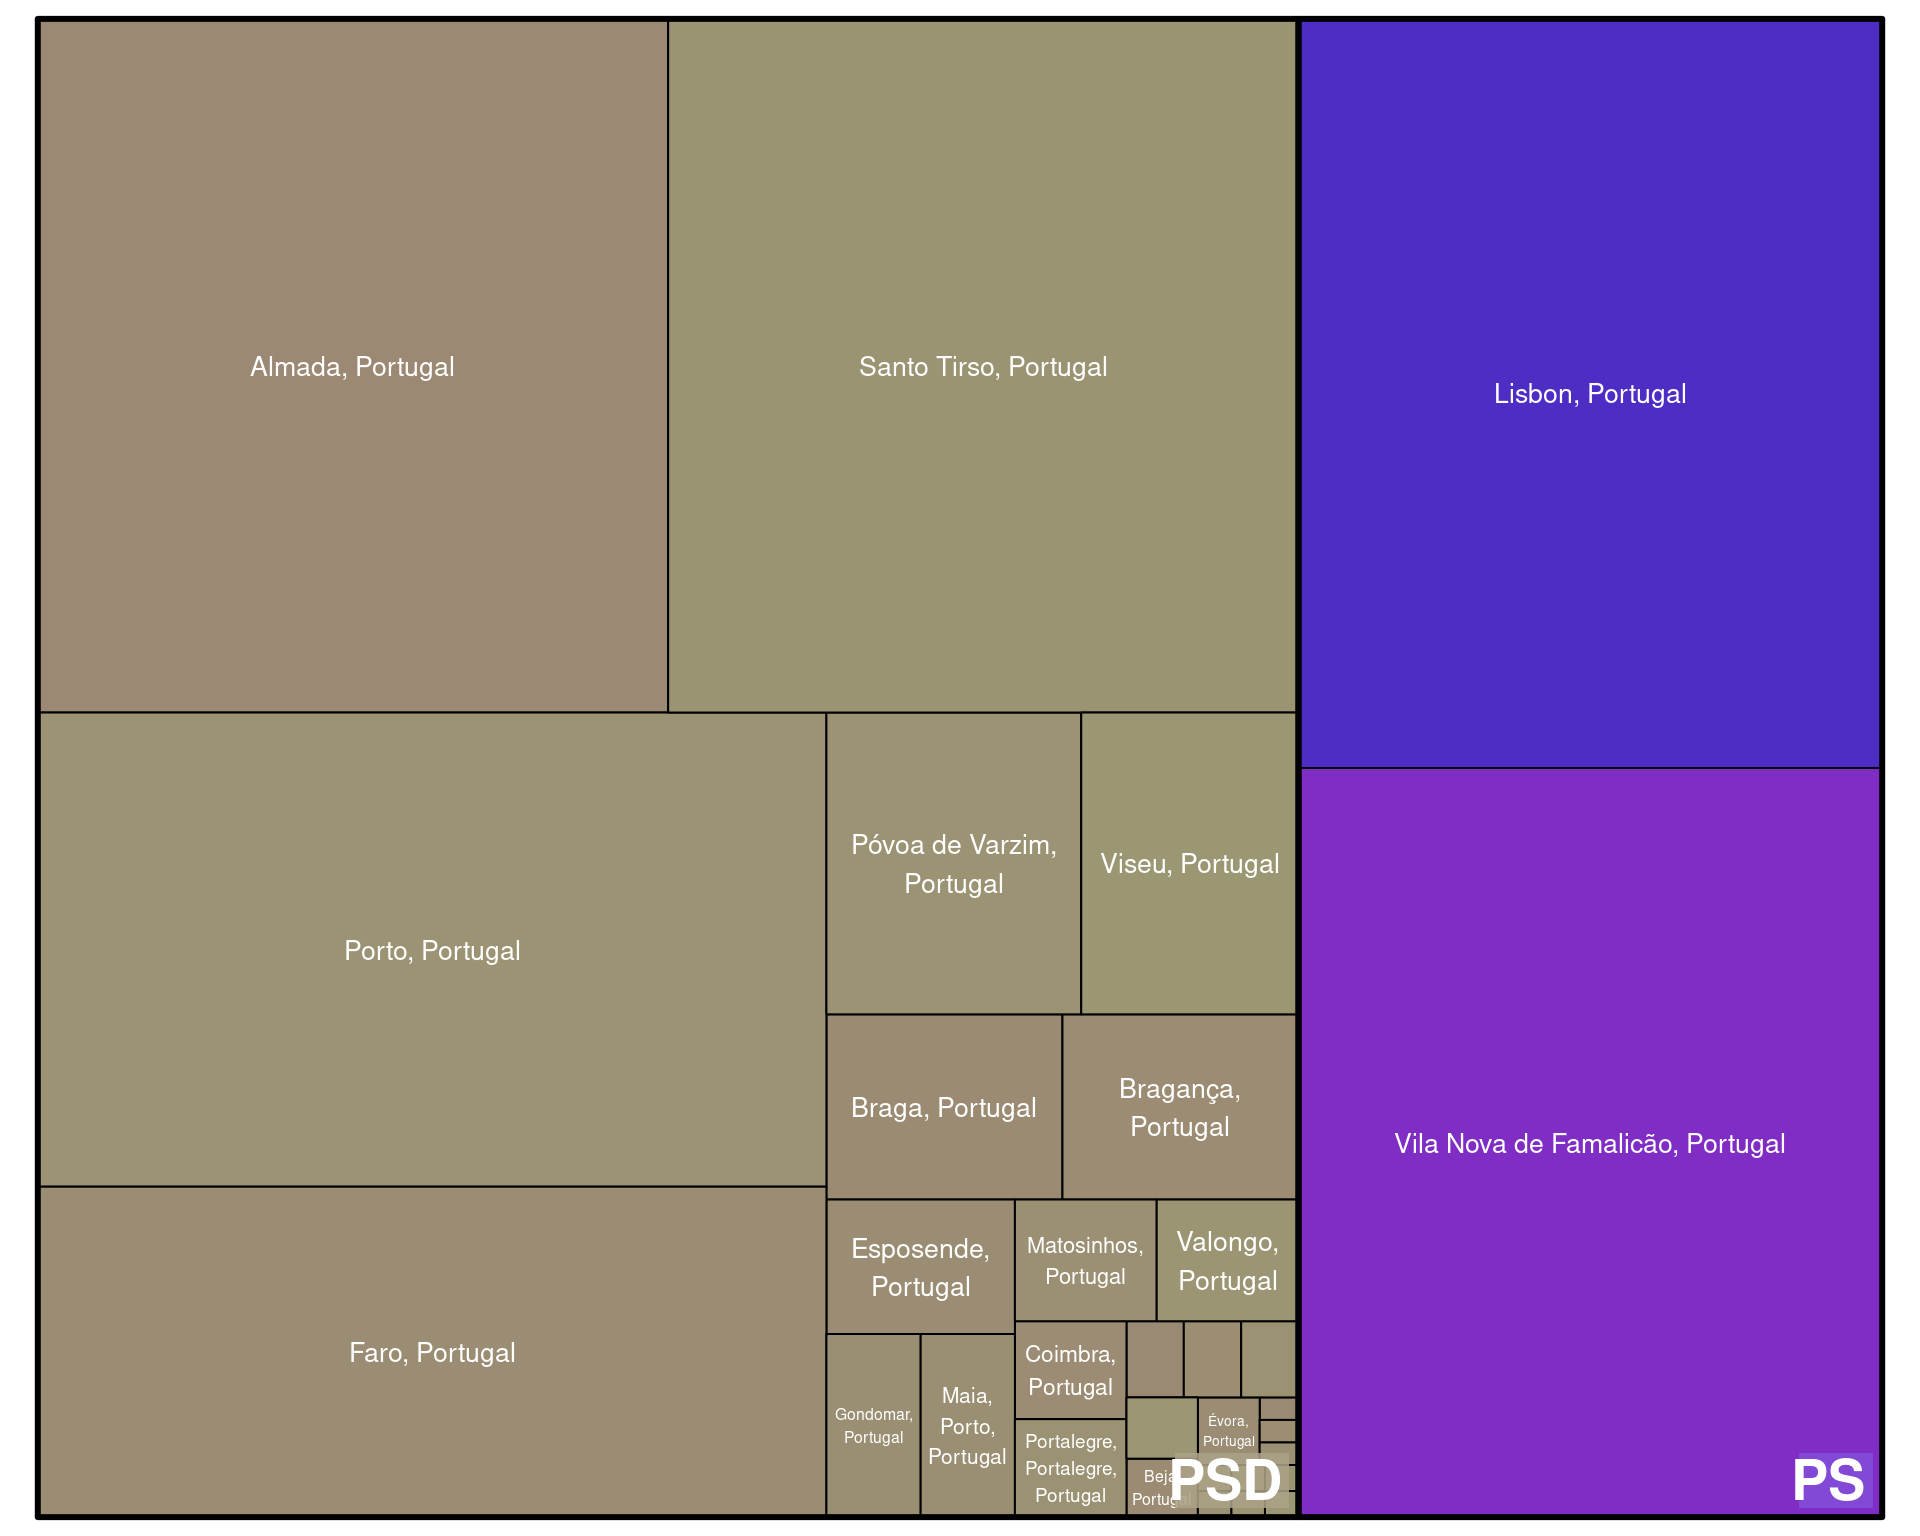 Almada, Portugal
Santo Tirso, Portugal
Lisbon, Portugal
Porto, Portugal
Póvoa de Varzim,
Portugal
Viseu, Portugal
Braga, Portugal
Bragança,
Portugal
Vila Nova de Famalicão, Portugal
Faro, Portugal
Esposende,
Portugal
Matosinhos,
Portugal
Valongo,
Portugal
Gondomar,
Portugal
Maia,
Porto,
Portugal
Coimbra,
Portugal
Portalegre,
Portalegre,
Portugal
Évora,
Portugal
Beja
Portugal
PSD
PS